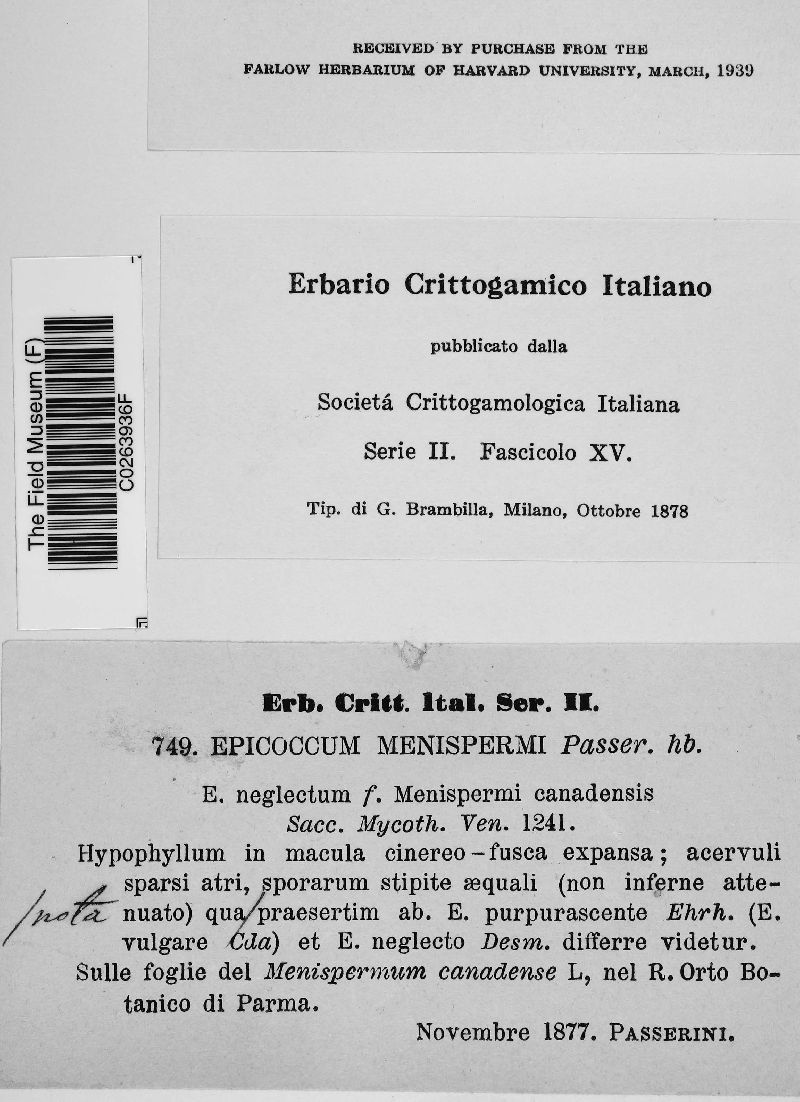 RECEIVED BY PURCHASE FROM THE
FARLOW HERBARIUM OF HARVARD UNIVERSITY, MARCH, 1939
Erbario Crittogamico Italiano
pubblicato dalla
Societá Crittogamologica Italiana
Serie II. Fascicolo XV.
Tip. di G. Brambilla, Milano, Ottobre 1878
The Field Museum (F)
C0263936F
Erb. Critt. Ital. Ser. II.
749. EPICOCCUM MENISPERMI Passer. hb.
E. neglectum f. Menispermi canadensis
Sacc. Mycoth. Ven. 1241.
Hypophyllum in macula cinereo-fusca expansa; acervuli
sparsi atri, sporarum stipite æquali (non inferne atte-
/nota nuato) qua/praesertim ab. E. purpurascente Ehrh. (E.
vulgare Cda) et E. neglecto Desm. differre videtur.
Sulle foglie del Menispermum canadense L, nel R. Orto Bo-
tanico di Parma.
Novembre 1877. PASSERINI.